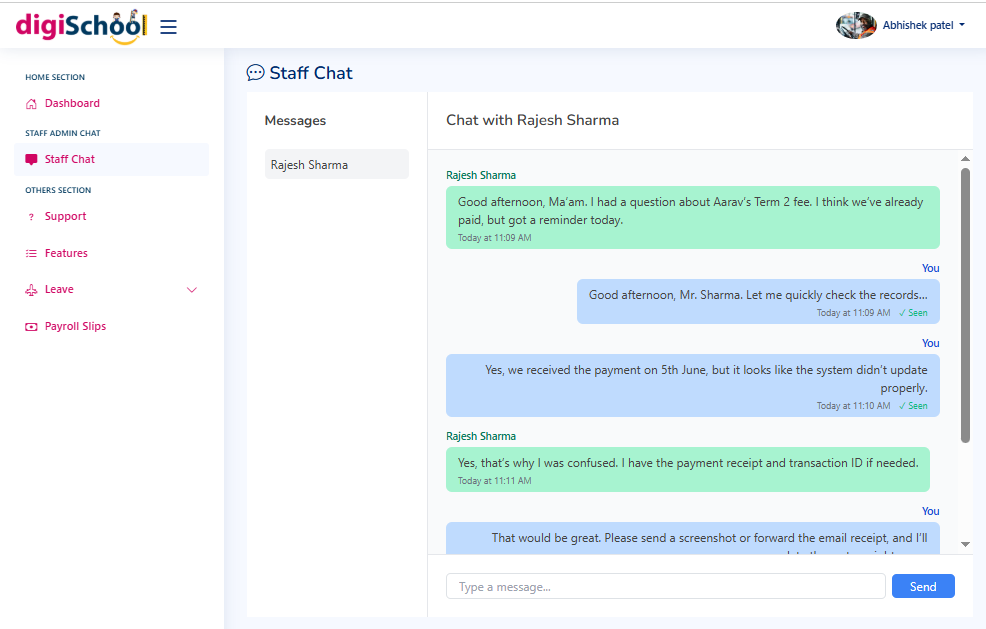 digiSchool
Abhishek patel
HOME SECTION
Dashboard
STAFF ADMIN CHAT
Staff Chat
OTHERS SECTION
Support
Features
Leave
Payroll Slips
Staff Chat
Messages
Rajesh Sharma
Chat with Rajesh Sharma
Rajesh Sharma
Good afternoon, Ma’am. I had a question about Aarav’s Term 2 fee. I think we’ve already
paid, but got a reminder today.
Today at 11:09 AM
You
Good afternoon, Mr. Sharma. Let me quickly check the records...
Today at 11:09 AM ✓ Seen
You
Yes, we received the payment on 5th June, but it looks like the system didn’t update
properly.
Today at 11:10 AM ✓ Seen
Rajesh Sharma
Yes, that’s why I was confused. I have the payment receipt and transaction ID if needed.
Today at 11:11 AM
You
That would be great. Please send a screenshot or forward the email receipt, and I’ll
Type a message...
Send